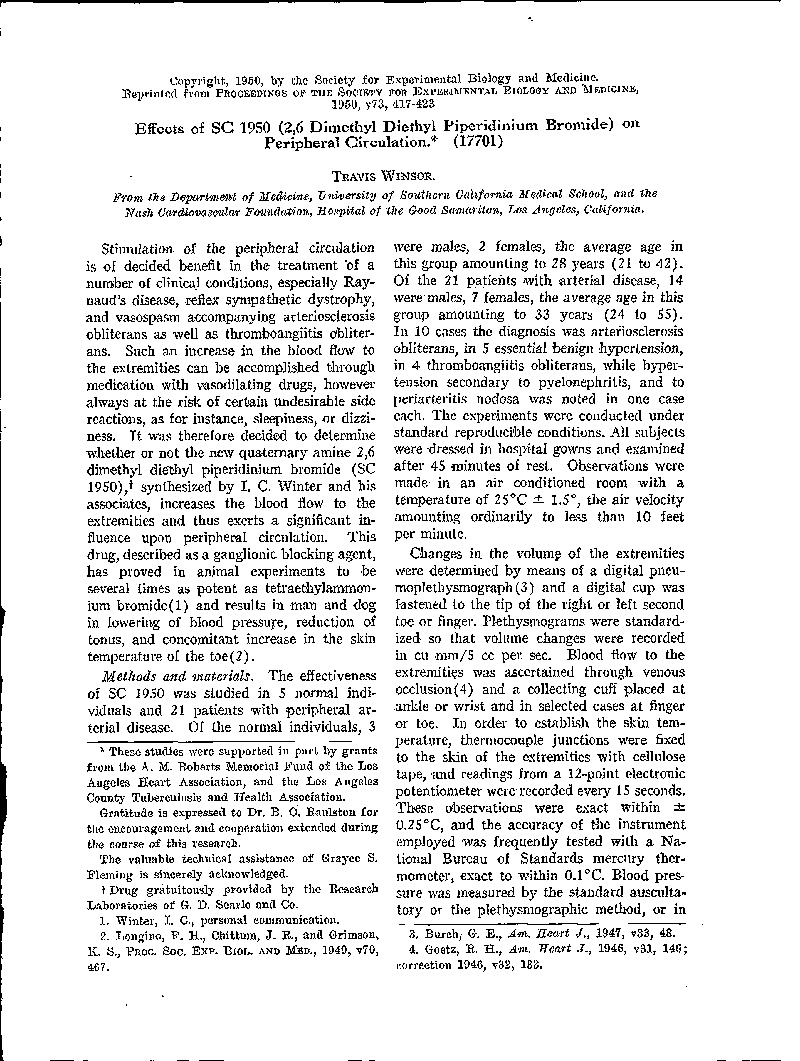 Copyright, 1950, by the Society for Experimental Biology and Medicine.
Reprinted from PROCEEDINGS OF THE SOCIETY FOR EXPERIMENTAL BIOLOGY AND MEDICINE,
1950, v73, 417-423
Effects of SC 1950 (2,6 Dimethyl Diethyl Piperidinium Bromide) on
Peripheral Circulation.* (17701)
TRAVIS WINSOR.
From the Department of Medicine, University of Southern California Medical School, and the
Nash Cardiovascular Foundation, Hospital of the Good Samaritan, Los Angeles, California.
Stimulation of the peripheral circulation
is of decided benefit in the treatment of a
number of clinical conditions, especially Ray-
naud's disease, reflex sympathetic dystrophy,
and vasospasm accompanying arteriosclerosis
obliterans as well as thromboangiitis obliter-
ans. Such an increase in the blood flow to
the extremities can be accomplished through
medication with vasodilating drugs, however
always at the risk of certain undesirable side
reactions, as for instance, sleepiness, or dizzi-
ness. It was therefore decided to determine
whether or not the new quaternary amine 2,6
dimethyl diethyl piperidinium bromide (SC
1950),† synthesized by I. C. Winter and his
associates, increases the blood flow to the
extremities and thus exerts a significant in-
fluence upon peripheral circulation. This
drug, described as a ganglionic blocking agent,
has proved in animal experiments to be
several times as potent as tetraethylammon-
ium bromide(1) and results in man and dog
in lowering of blood pressure, reduction of
tonus, and concomitant increase in the skin
temperature of the toe(2).
Methods and materials. The effectiveness
of SC 1950 was studied in 5 normal indi-
viduals and 21 patients with peripheral ar-
terial disease. Of the normal individuals, 3
* These studies were supported in part by grants
from the A. M. Roberts Memorial Fund of the Los
Angeles Heart Association, and the Los Angeles
County Tuberculosis and Health Association.
Gratitude is expressed to Dr. B. O. Raulston for
the encouragement and cooperation extended during
the course of this research.
The valuable technical assistance of Grayce S.
Fleming is sincerely acknowledged.
† Drug gratuitously provided by the Research
Laboratories of G. D. Searle and Co.
1. Winter, I. C., personal communication.
2. Longino, F. H., Chittum, J. R., and Grimson,
K. S., PROC. SOC. EXP. BIOL. AND MED., 1949, v70,
467.
were males, 2 females, the average age in
this group amounting to 28 years (21 to 42).
Of the 21 patients with arterial disease, 14
were males, 7 females, the average age in this
group amounting to 33 years (24 to 55).
In 10 cases the diagnosis was arteriosclerosis
obliterans, in 5 essential benign hypertension,
in 4 thromboangiitis obliterans, while hyper-
tension secondary to pyelonephritis, and to
periarteritis nodosa was noted in one case
each. The experiments were conducted under
standard reproducible conditions. All subjects
were dressed in hospital gowns and examined
after 45 minutes of rest. Observations were
made in an air conditioned room with a
temperature of 25°C ± 1.5°, the air velocity
amounting ordinarily to less than 10 feet
per minute.
Changes in the volume of the extremities
were determined by means of a digital pneu-
moplethysmograph(3) and a digital cup was
fastened to the tip of the right or left second
toe or finger. Plethysmograms were standard-
ized so that volume changes were recorded
in cu mm/5 cc per sec. Blood flow to the
extremities was ascertained through venous
occlusion(4) and a collecting cuff placed at
ankle or wrist and in selected cases at finger
or toe. In order to establish the skin tem-
perature, thermocouple junctions were fixed
to the skin of the extremities with cellulose
tape, and readings from a 12-point electronic
potentiometer were recorded every 15 seconds.
These observations were exact within ±
0.25°C, and the accuracy of the instrument
employed was frequently tested with a Na-
tional Bureau of Standards mercury ther-
mometer, exact to within 0.1°C. Blood pres-
sure was measured by the standard ausculta-
tory or the plethysmographic method, or in
3. Burch, G. E., Am. Heart J., 1947, v33, 48.
4. Goetz, R. H., Am. Heart J., 1946, v31, 146;
correction 1946, v32, 133.